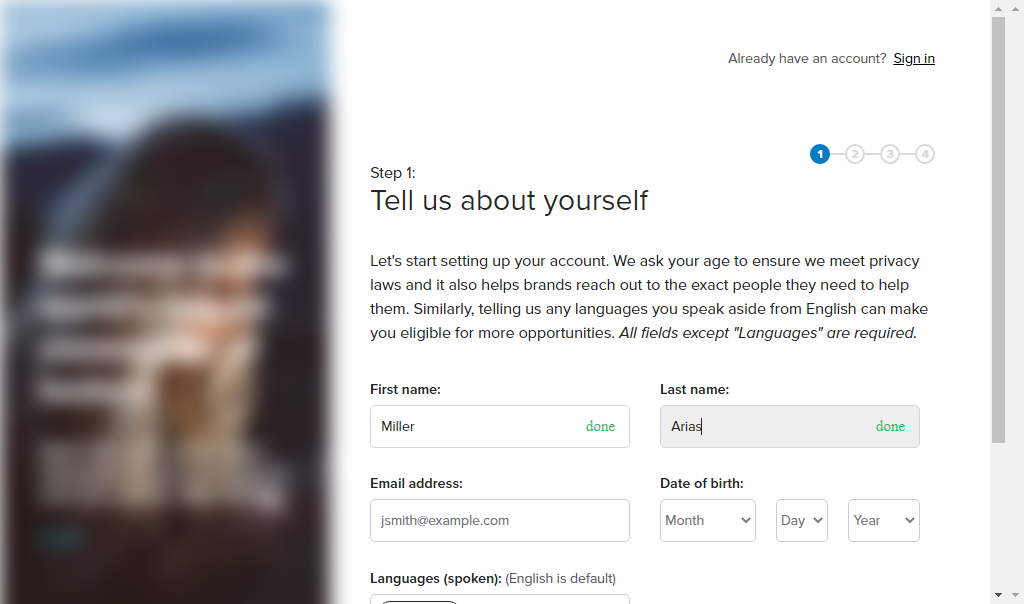 Already have an account? Sign in
1 2 3 4
Step 1:
Tell us about yourself
Let's start setting up your account. We ask your age to ensure we meet privacy
laws and it also helps brands reach out to the exact people they need to help
them. Similarly, telling us any languages you speak aside from English can make
you eligible for more opportunities. All fields except "Languages" are required.
First name:
Last name:
Miller done
Arias done
Email address:
Date of birth:
jsmith@example.com
Month Day Year
Languages (spoken): (English is default)